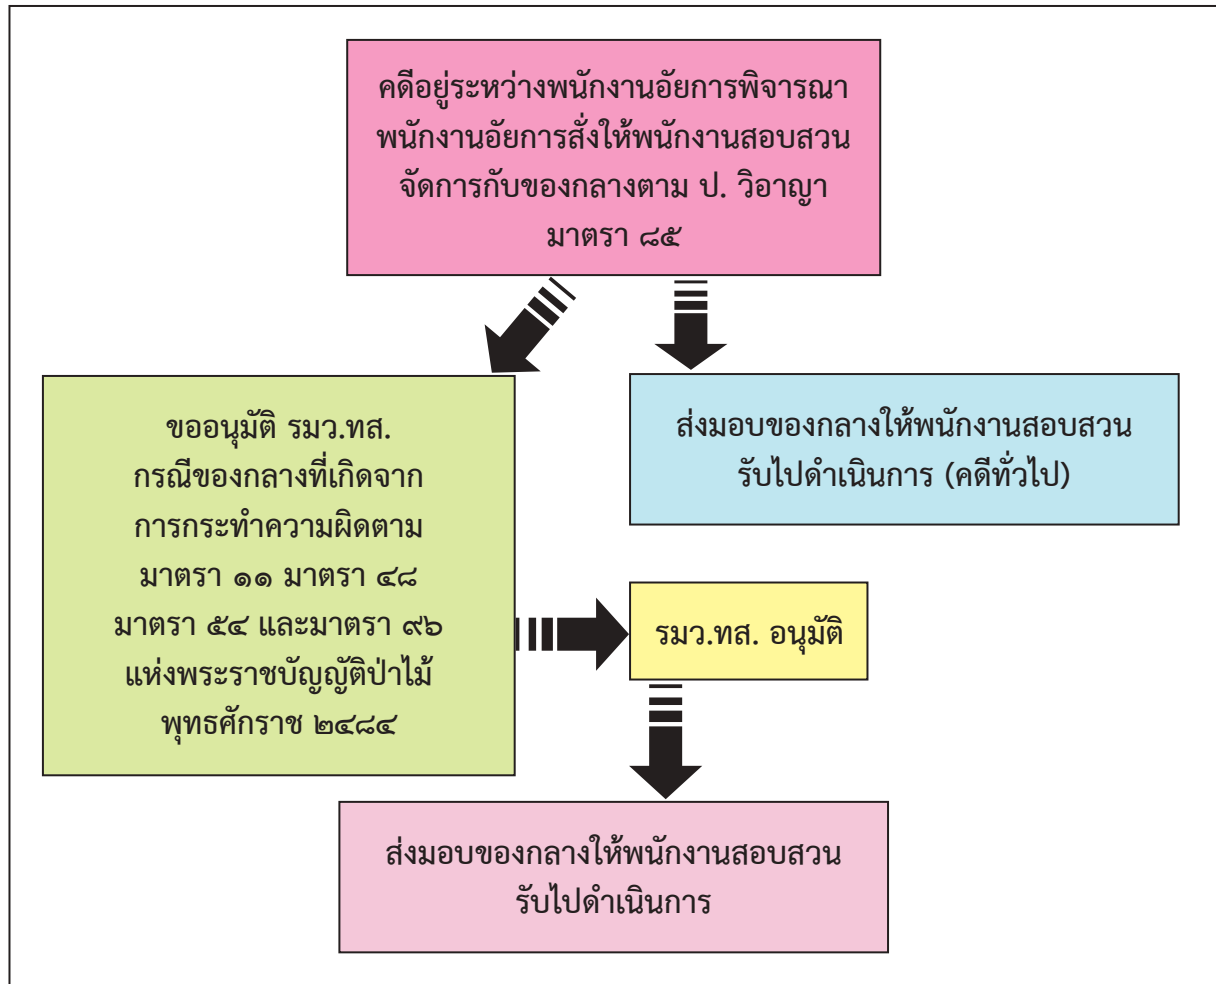 คดีอยู่ระหว่างพนักงานอัยการพิจารณา
พนักงานอัยการสั่งให้พนักงานสอบสวน
จัดการกับของกลางตาม ป. วิอาญา
มาตรา ๘๕
ขออนุมัติ รมว.ทส.
กรณีของกลางที่เกิดจาก
การกระทำความผิดตาม
มาตรา ๑๑ มาตรา ๔๘
มาตรา ๕๔ และมาตรา ๙๖
แห่งพระราชบัญญัติป่าไม้
พุทธศักราช ๒๔๘๔
ส่งมอบของกลางให้พนักงานสอบสวน
รับไปดำเนินการ (คดีทั่วไป)
รมว.ทส. อนุมัติ
ส่งมอบของกลางให้พนักงานสอบสวน
รับไปดำเนินการ